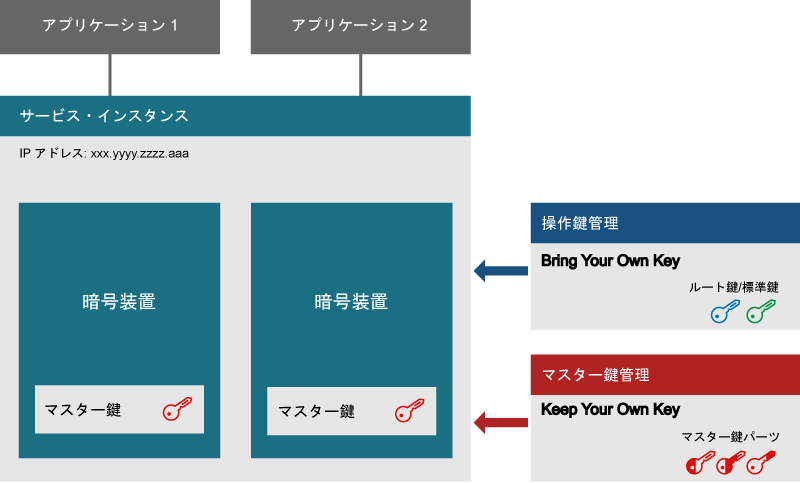 アプリケーション 1
アプリケーション 2
サービス・インスタンス
IP アドレス: xxx.yyyy.zzzz.aaa
暗号装置
マスター鍵
暗号装置
マスター鍵
操作鍵管理
Bring Your Own Key
ルート鍵/標準鍵
マスター鍵管理
Keep Your Own Key
マスター鍵パーツ